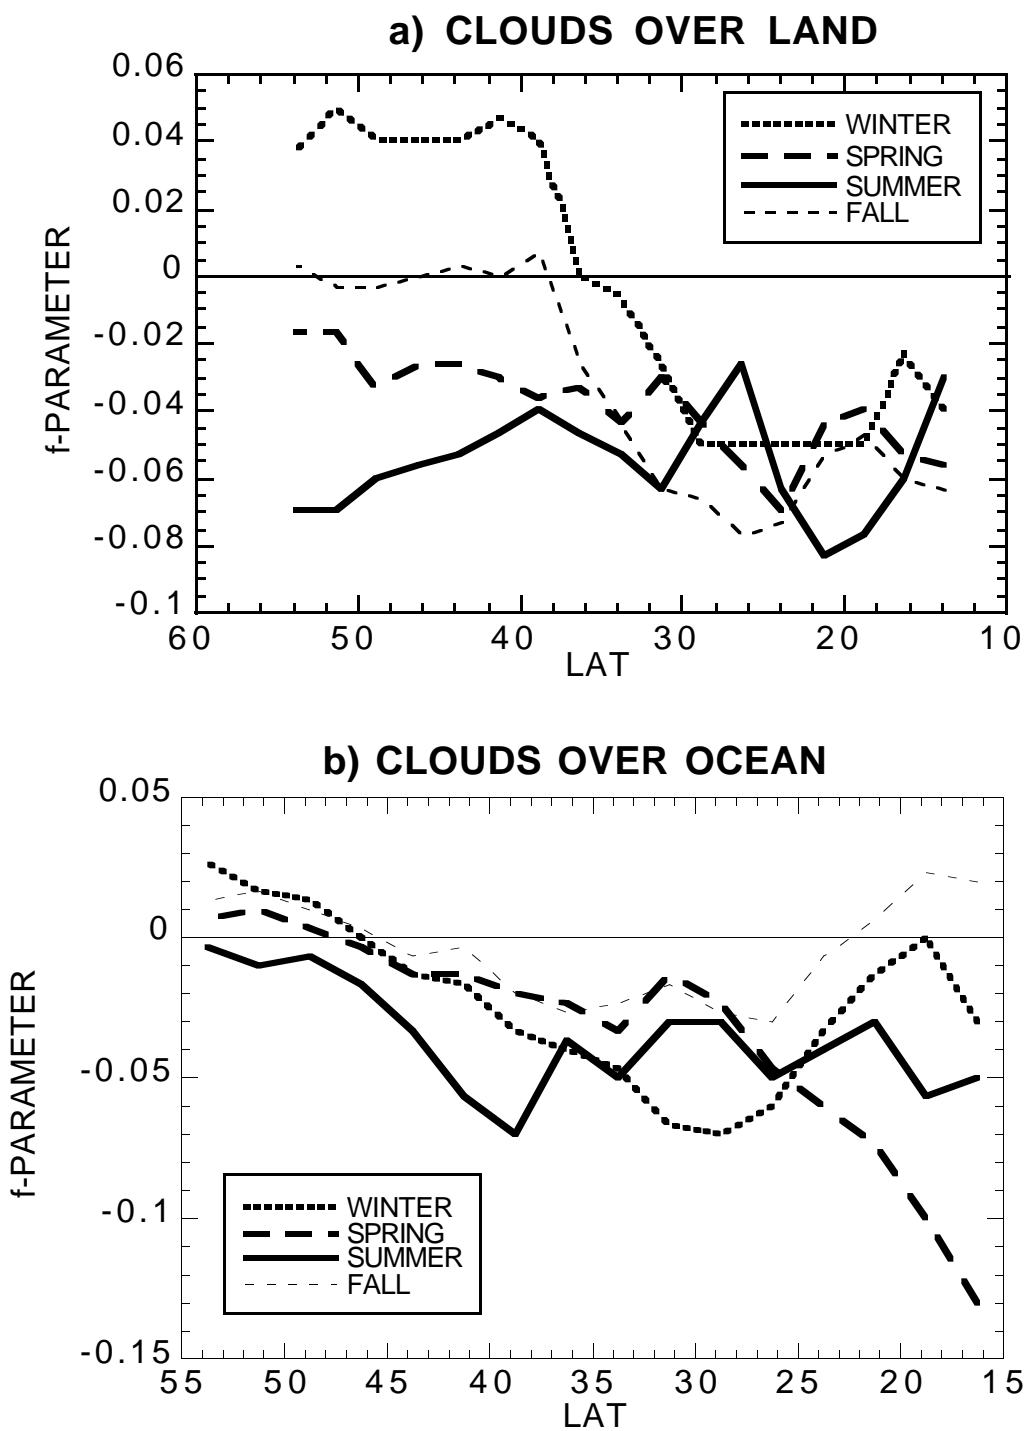 a) CLOUDS OVER LAND
0.06
0.04
0.02
0
-0.02
-0.04
-0.06
-0.08
-0.1
f-PARAMETER
WINTER
SPRING
SUMMER
FALL
60 50 40 30 20 10
LAT
b) CLOUDS OVER OCEAN
0.05
0
-0.05
-0.1
-0.15
f-PARAMETER
WINTER
SPRING
SUMMER
FALL
55 50 45 40 35 30 25 20 15
LAT